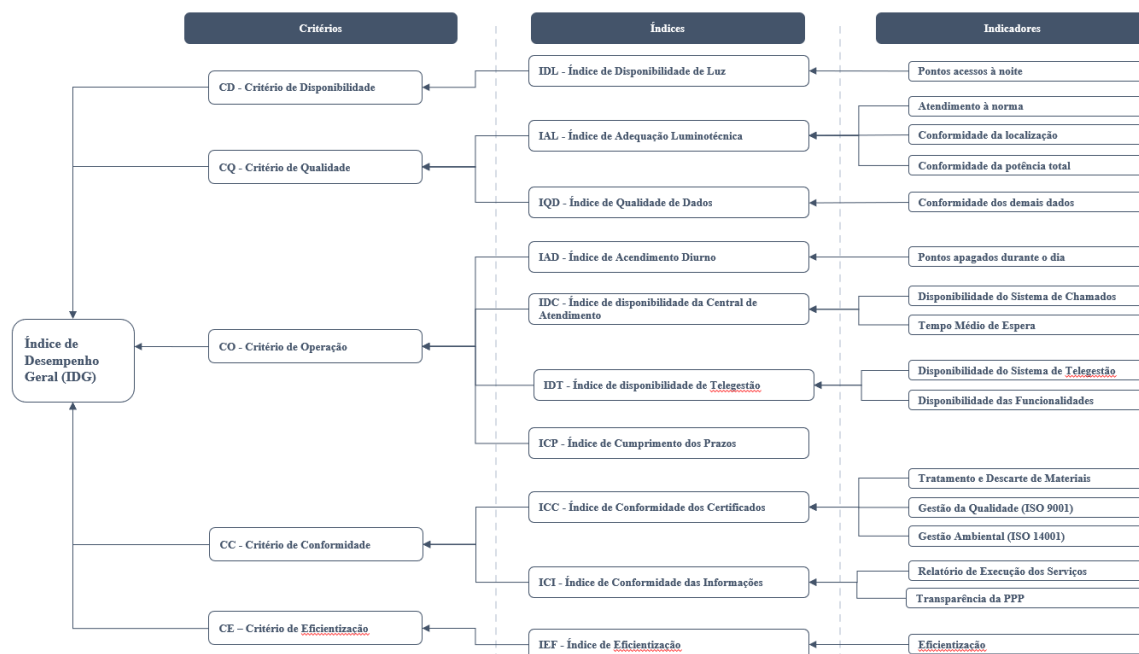 Critérios
Índices
Indicadores
IDL - Índice de Disponibilidade de Luz
Pontos acessos à noite
CD - Critério de Disponibilidade
Atendimento à norma
IAL - Índice de Adequação Luminotécnica
Conformidade da localização
CQ - Critério de Qualidade
Conformidade da potência total
IQD - Índice de Qualidade de Dados
Conformidade dos demais dados
IAD - Índice de Acendimento Diurno
Pontos apagados durante o dia
IDC - Índice de disponibilidade da Central de
Atendimento
Disponibilidade do Sistema de Chamados
Tempo Médio de Espera
Índice de
Desempenho
Geral (IDG)
CO - Critério de Operação
IDT - Índice de disponibilidade de Telegestão
Disponibilidade do Sistema de Telegestão
Disponibilidade das Funcionalidades
ICP - Índice de Cumprimento dos Prazos
Tratamento e Descarte de Materiais
ICC - Índice de Conformidade dos Certificados
Gestão da Qualidade (ISO 9001)
Gestão Ambiental (ISO 14001)
CC - Critério de Conformidade
Relatório de Execução dos Serviços
ICI - Índice de Conformidade das Informações
Transparência da PPP
CE – Critério de Eficientização
IEF - Índice de Eficientização
Eficientização